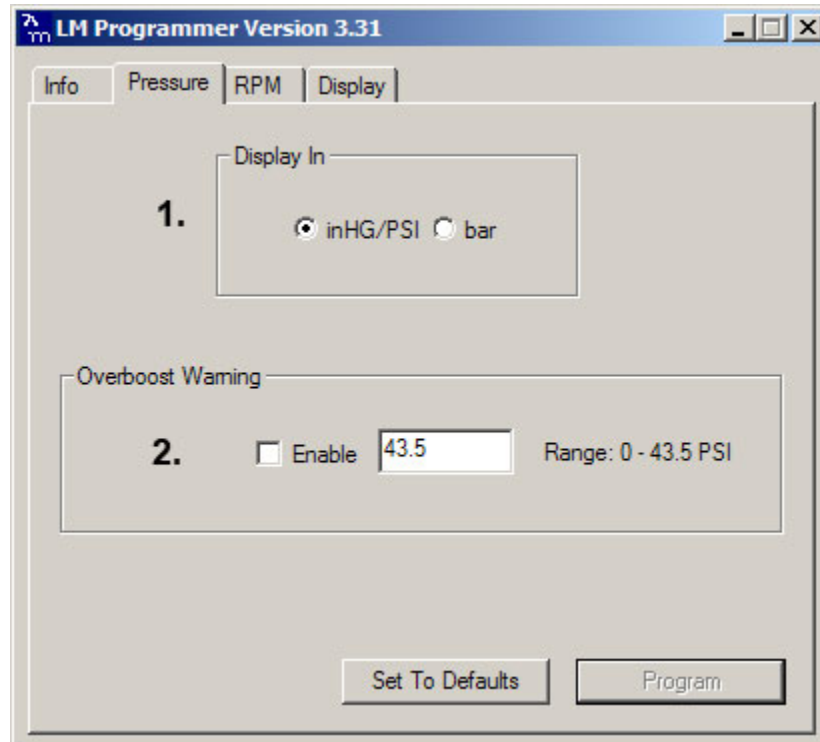 LM Programmer Version 3.31
Info Pressure RPM Display
Display In
1. inHG/PSI bar
Overboost Warning
2. Enable 43.5 Range: 0 - 43.5 PSI
Set To Defaults Program